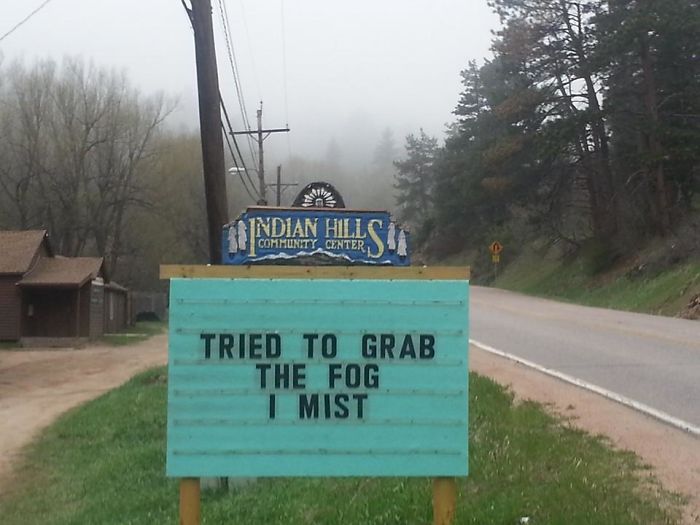 INDIAN HILLS
COMMUNITY CENTER
TRIED TO GRAB
THE FOG
I MIST